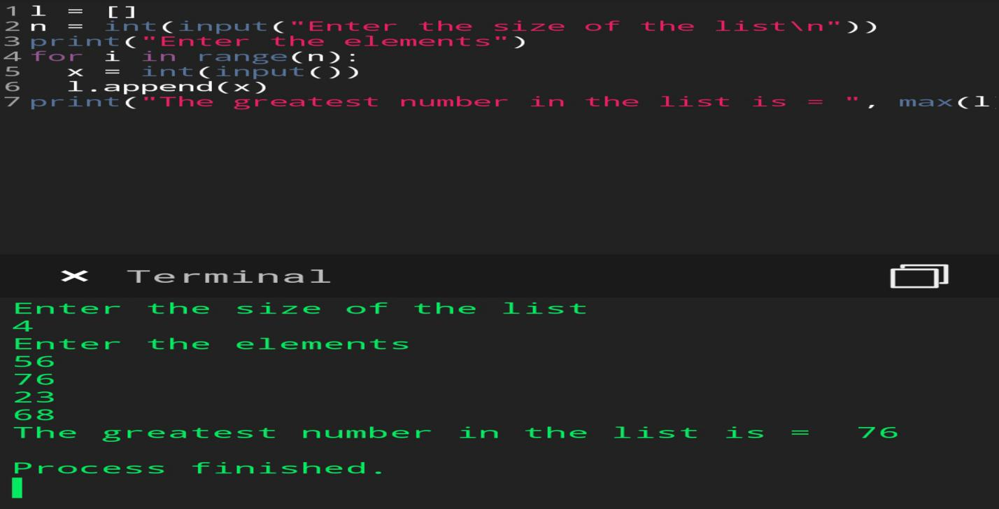 1 l = []
2 n = int(input("Enter the size of the list\n"))
3 print("Enter the elements")
4 for i in range(n):
5   x = int(input())
6   l.append(x)
7 print("The greatest number in the list is = ", max(l
× Terminal
Enter the size of the list
4
Enter the elements
56
76
23
68
The greatest number in the list is =  76
Process finished.